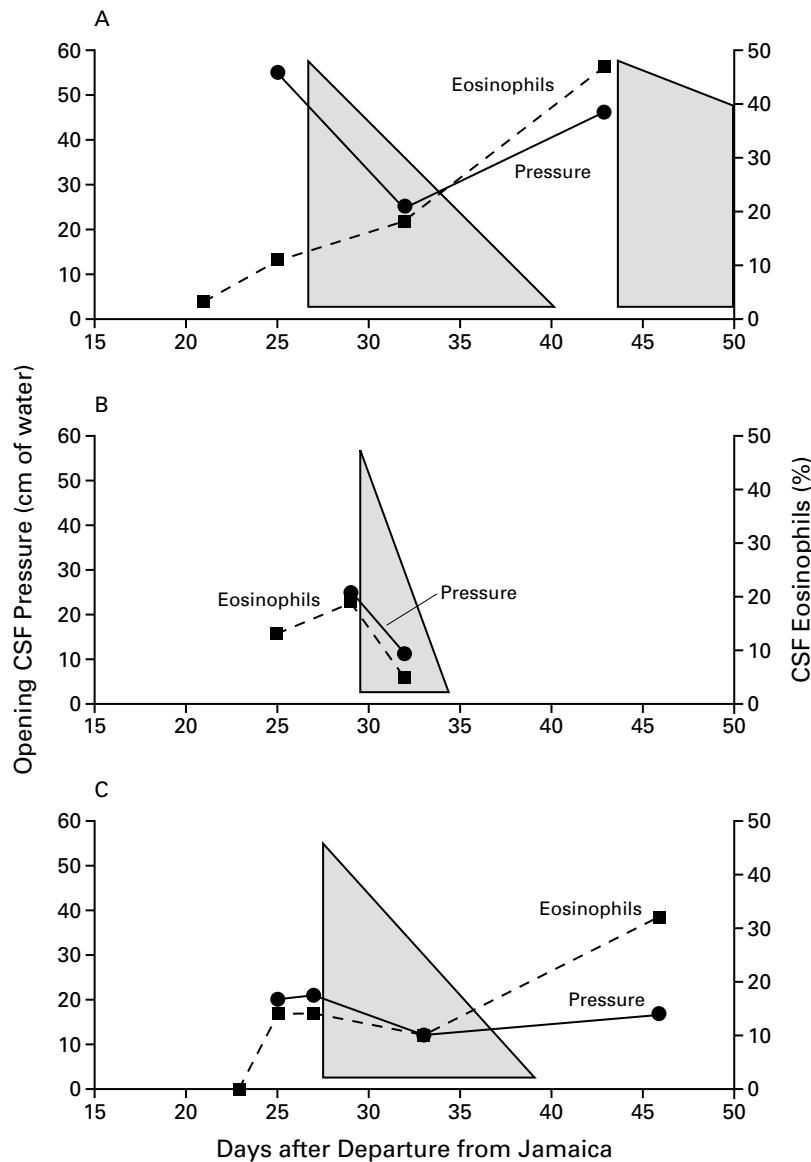 A
60
50
40
30
20
10
0
50
40
30
20
10
0
Eosinophils
Pressure
15 20 25 30 35 40 45 50
B
60
50
40
30
20
10
0
50
40
30
20
10
0
Eosinophils
Pressure
15 20 25 30 35 40 45 50
Opening CSF Pressure (cm of water)
CSF Eosinophils (%)
C
60
50
40
30
20
10
0
50
40
30
20
10
0
Eosinophils
Pressure
15 20 25 30 35 40 45 50
Days after Departure from Jamaica